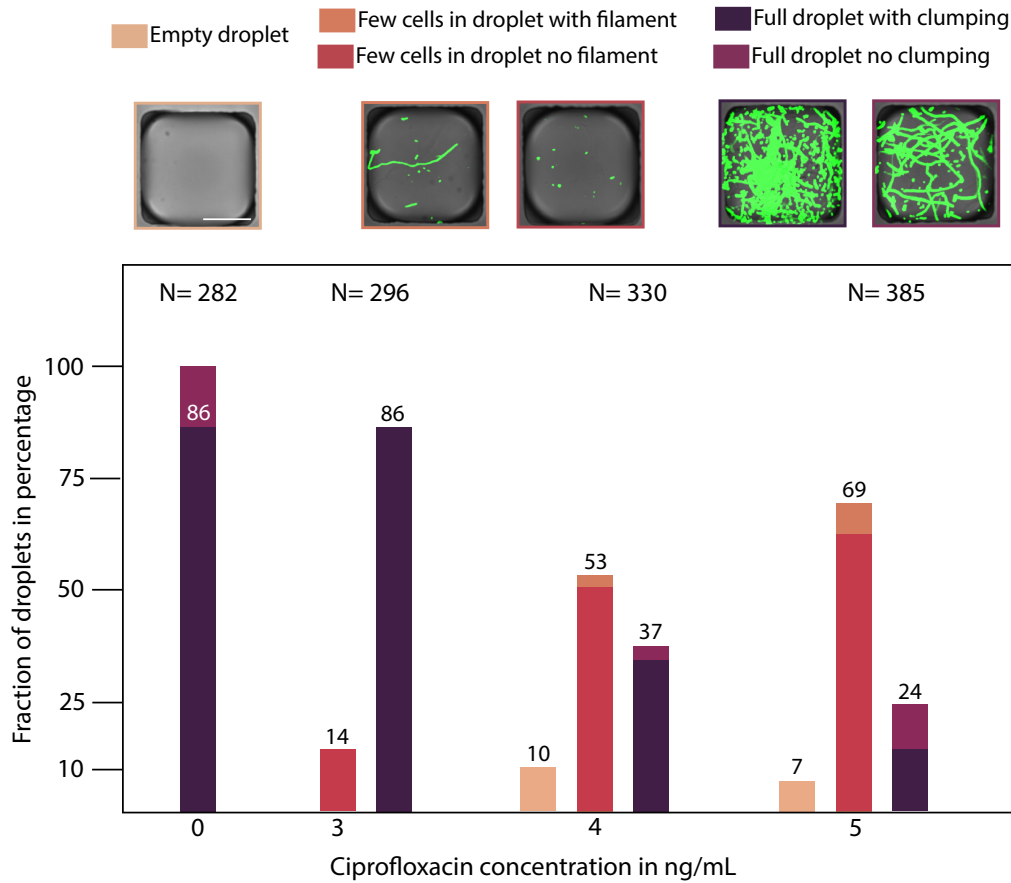 Empty droplet
Few cells in droplet with filament
Few cells in droplet no filament
Full droplet with clumping
Full droplet no clumping
N= 282
N= 296
N= 330
N= 385
Fraction of droplets in percentage
100
75
50
25
10
86
14
86
10
53
37
7
69
24
0
3
4
5
Ciprofloxacin concentration in ng/mL